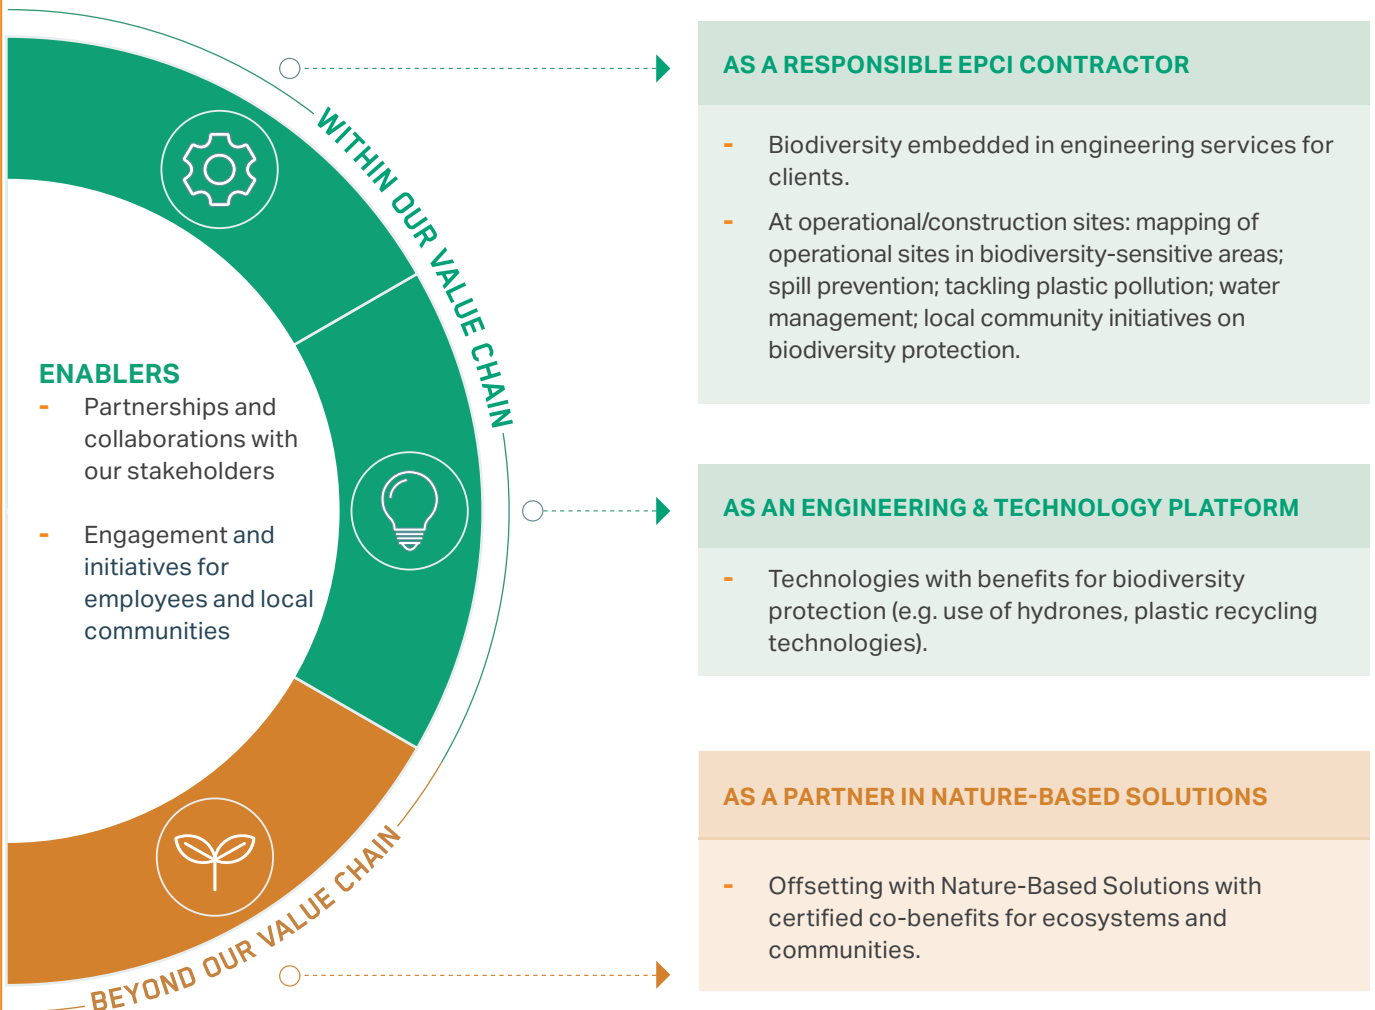 WITHIN OUR VALUE CHAIN
ENABLERS
- Partnerships and
collaborations with
our stakeholders
- Engagement and
initiatives for
employees and local
communities
BEYOND OUR VALUE CHAIN
AS A RESPONSIBLE EPCI CONTRACTOR
- Biodiversity embedded in engineering services for
clients.
- At operational/construction sites: mapping of
operational sites in biodiversity-sensitive areas;
spill prevention; tackling plastic pollution; water
management; local community initiatives on
biodiversity protection.
AS AN ENGINEERING & TECHNOLOGY PLATFORM
- Technologies with benefits for biodiversity
protection (e.g. use of hydrones, plastic recycling
technologies).
AS A PARTNER IN NATURE-BASED SOLUTIONS
- Offsetting with Nature-Based Solutions with
certified co-benefits for ecosystems and
communities.